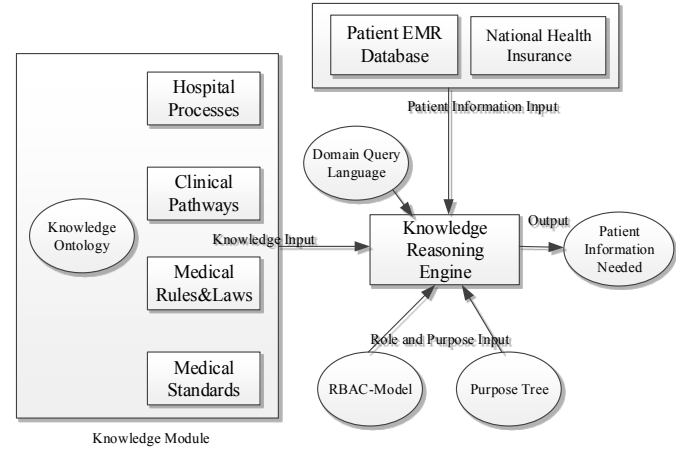 Patient EMR
Database
National Health
Insurance
Hospital
Processes
Patient Information Input
Domain Query
Language
Clinical
Pathways
Knowledge
Ontology
Knowledge Input
Knowledge
Reasoning
Engine
Output
Patient
Information
Needed
Medical
Rules&Laws
Role and Purpose Input
Medical
Standards
RBAC-Model
Purpose Tree
Knowledge Module